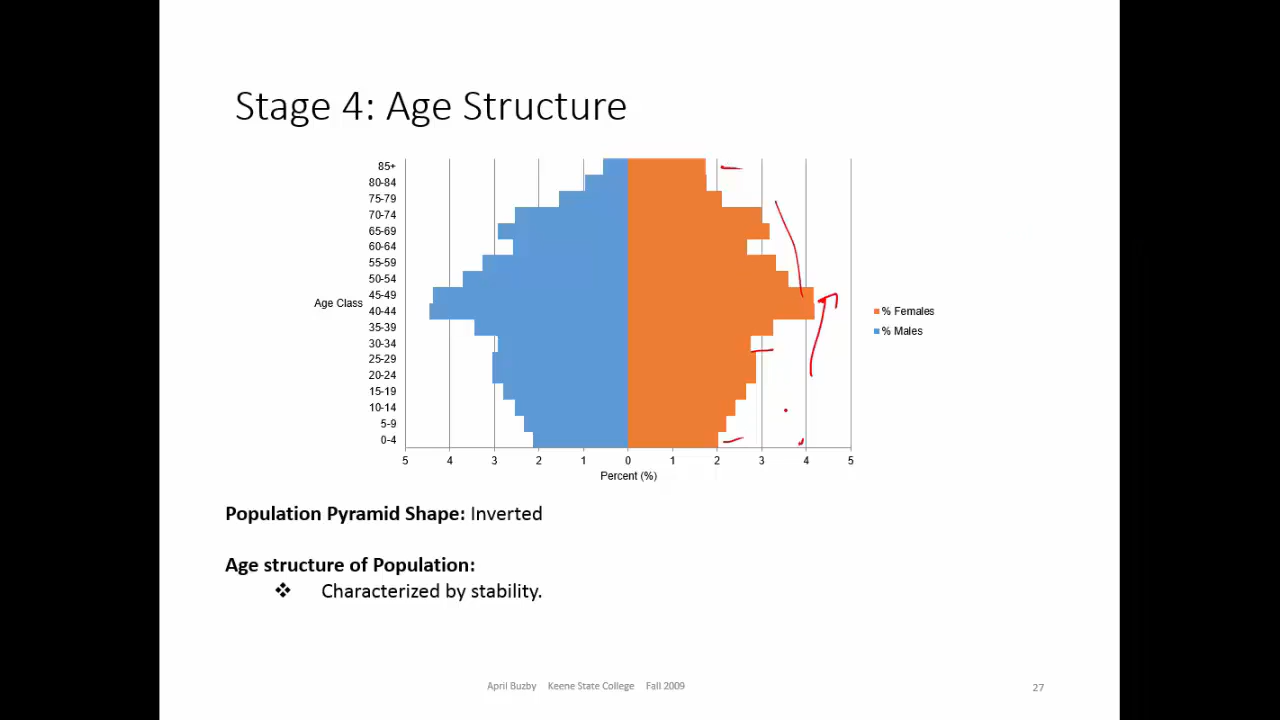 Stage 4: Age Structure
85+
80-84
75-79
70-74
65-69
60-64
55-59
50-54
45-49
Age Class
40-44
35-39
30-34
25-29
20-24
15-19
10-14
5-9
0-4
5 4 3 2 1 0 1 2 3 4 5
Percent (%)
% Females
% Males
Population Pyramid Shape: Inverted
Age structure of Population:
❖ Characterized by stability.
April Buzby Keene State College Fall 2009
27